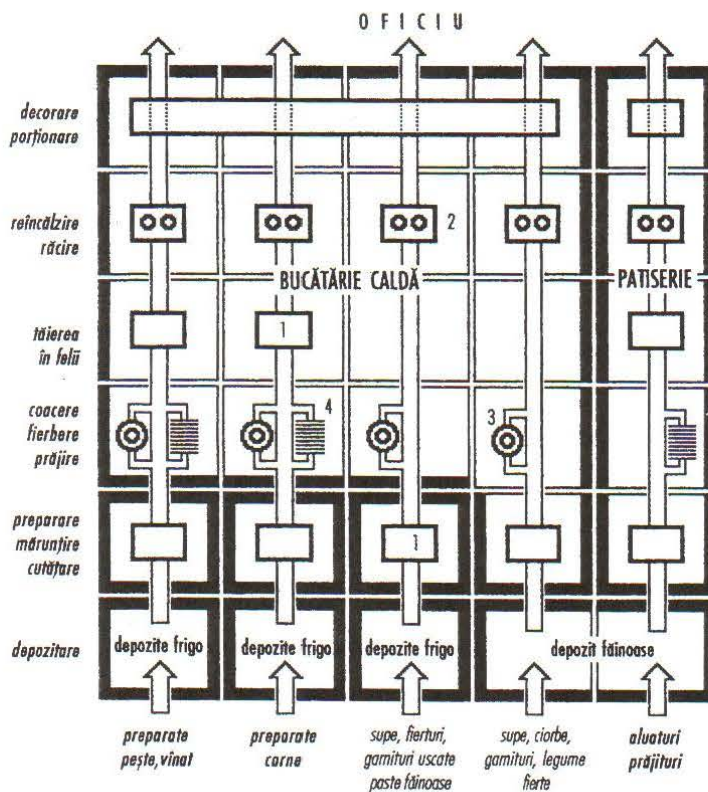 OFICIU
decorare
porționare
reîncălzire
răcire
2
BUCĂTĂRIE CALDĂ
PATISERIE
tăierea
în felii
1
coacere
fierbere
prăjire
4
3
preparare
mărunțire
cutățare
1
depozitare
depozite frigo
depozite frigo
depozite frigo
depozit făinoase
preparate
pește, vînat
preparate
carne
supe, fierturi,
garnituri uscate
paste făinoase
supe, ciorbe,
garnituri, legume
fierte
aluaturi
prăjituri